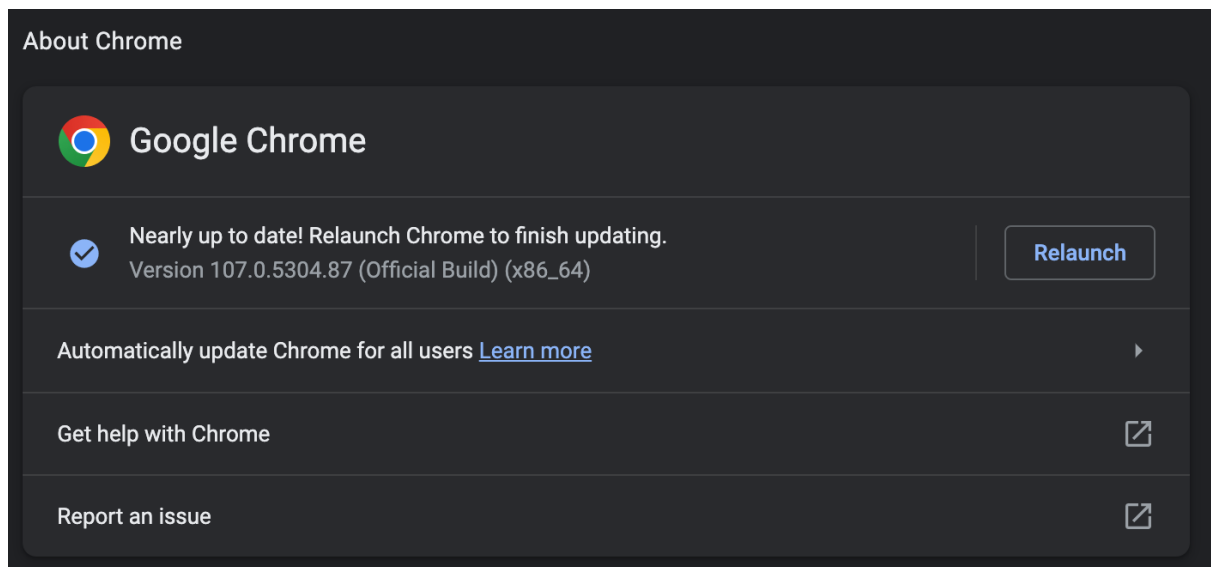 About Chrome
Google Chrome
Nearly up to date! Relaunch Chrome to finish updating.
Version 107.0.5304.87 (Official Build) (x86_64)
Relaunch
Automatically update Chrome for all users Learn more
Get help with Chrome
Report an issue